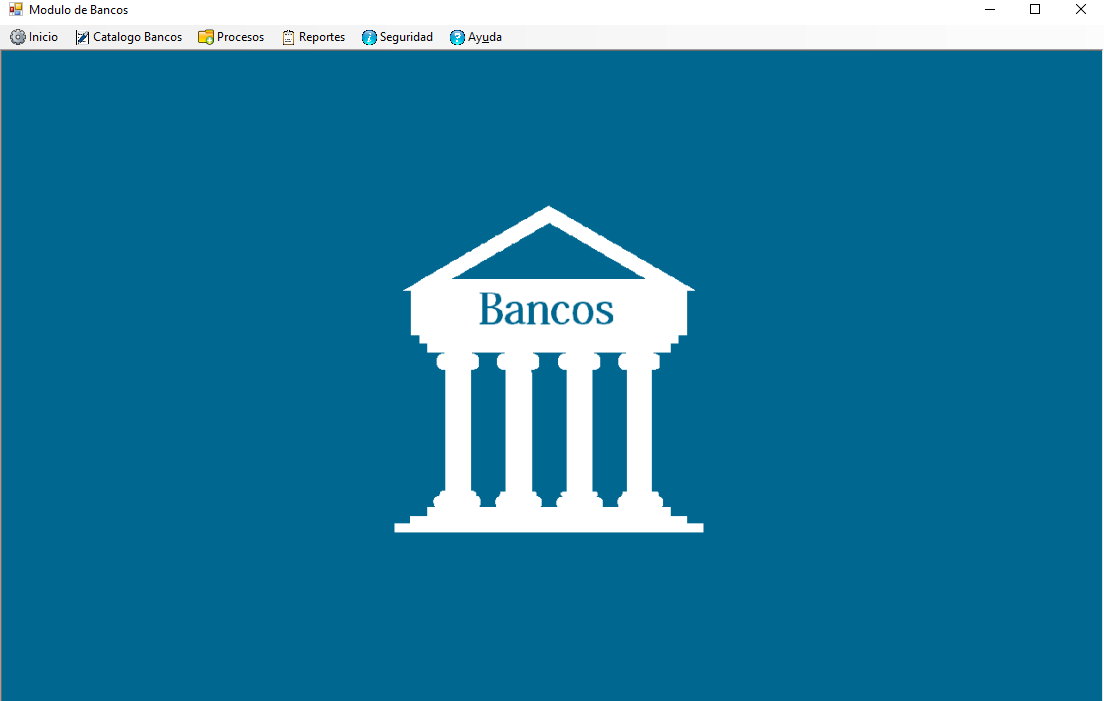 Modulo de Bancos
Inicio Catalogo Bancos Procesos Reportes Seguridad Ayuda
Bancos